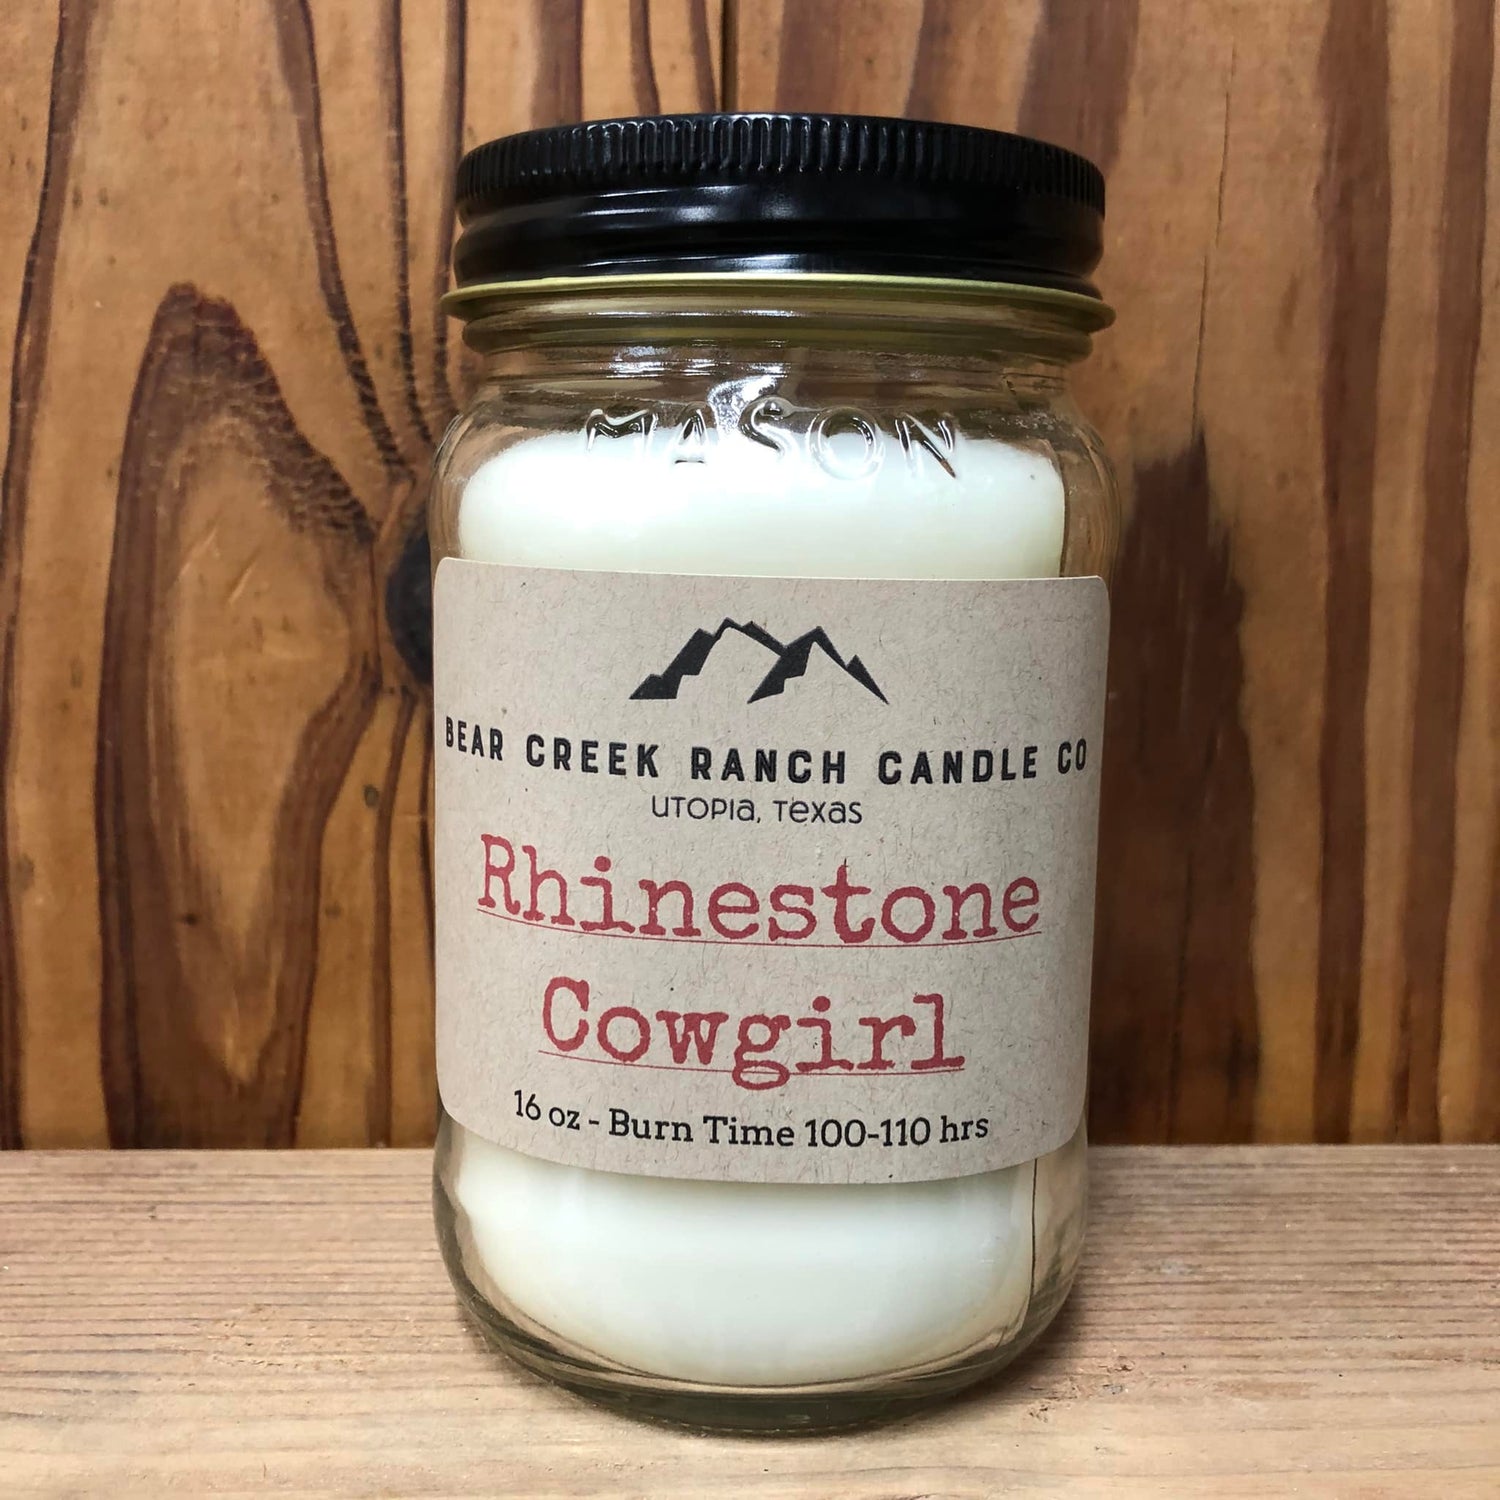 MASON
BEAR CREEK RANCH CANDLE CO
UTOPIA, TEXAS
Rhinestone
Cowgirl
16 oz - Burn Time 100-110 hrs